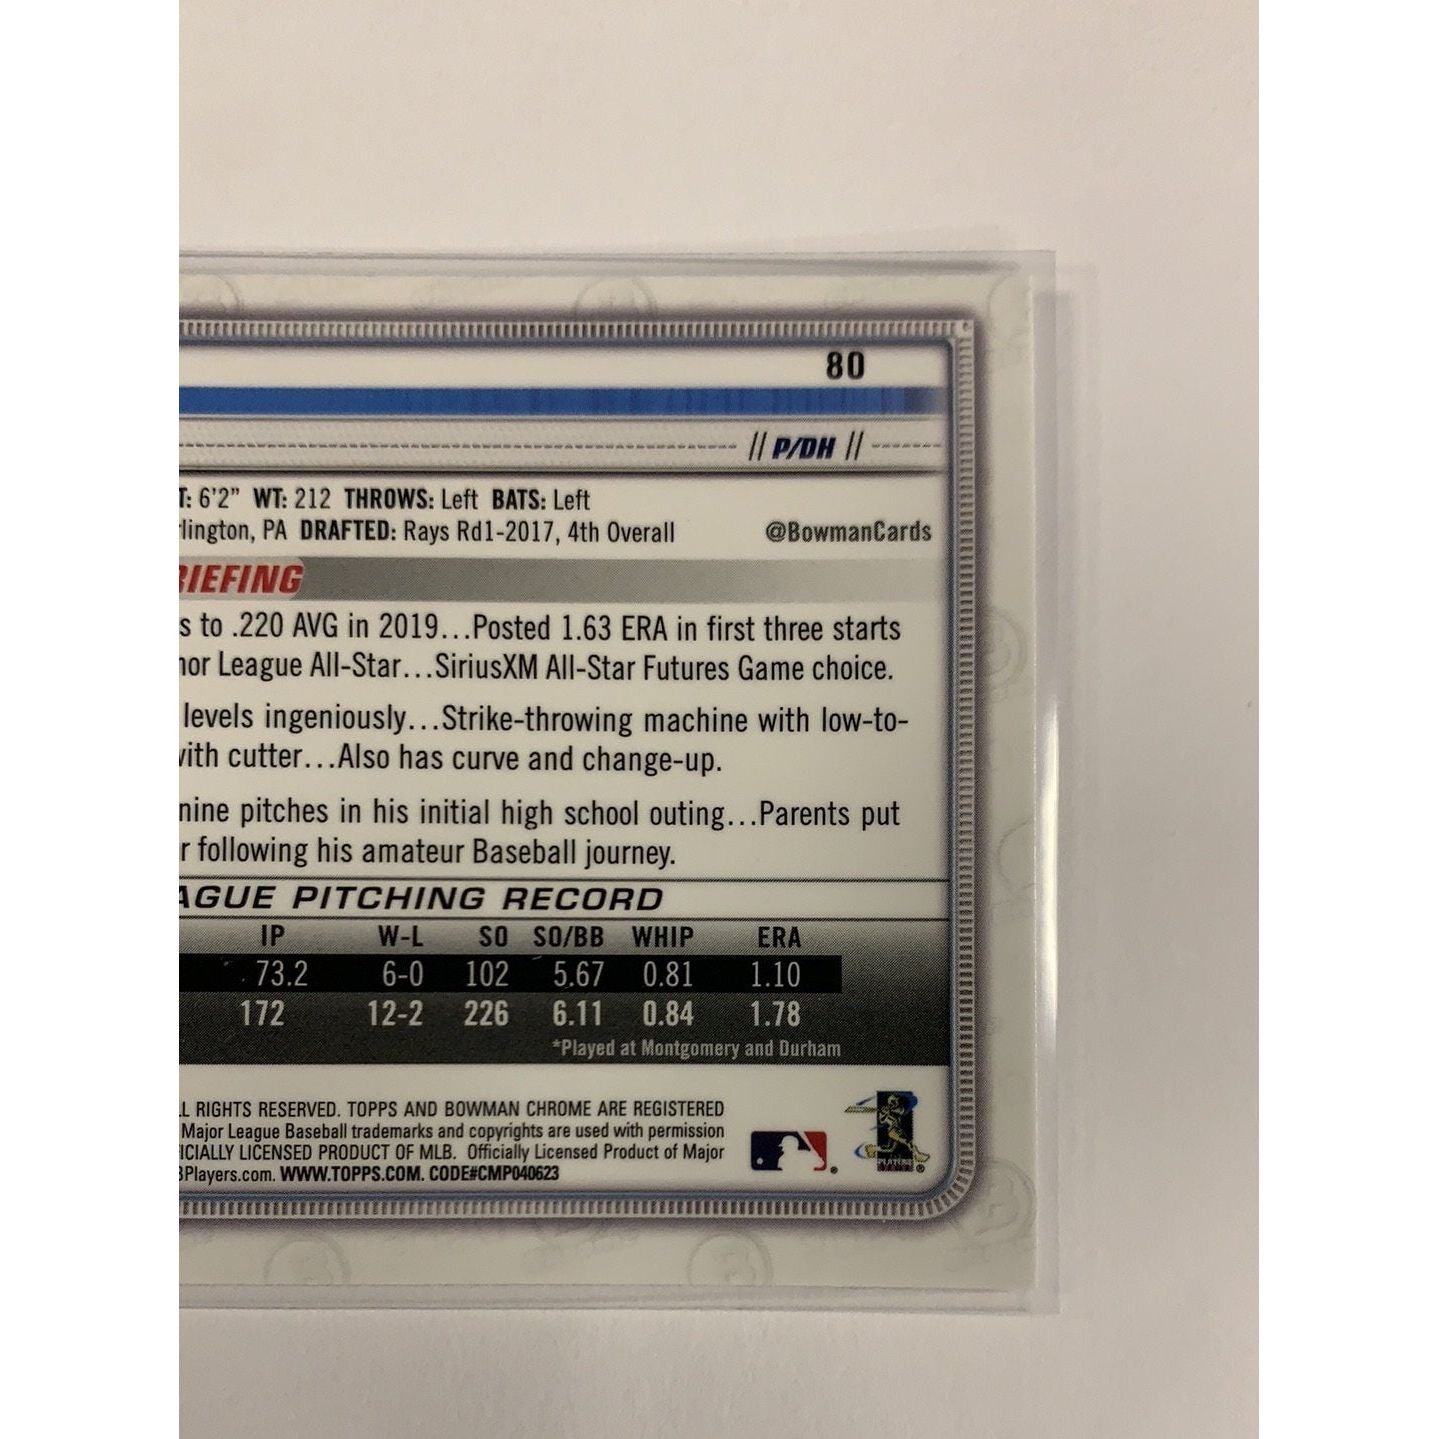 80
// P/DH //
T: 6'2" WT: 212 THROWS: Left BATS: Left
rlington, PA DRAFTED: Rays Rd1-2017, 4th Overall @BowmanCards
RIEFING
s to .220 AVG in 2019...Posted 1.63 ERA in first three starts
nor League All-Star...SiriusXM All-Star Futures Game choice.
levels ingeniously...Strike-throwing machine with low-to-
with cutter...Also has curve and change-up.
nine pitches in his initial high school outing...Parents put
r following his amateur Baseball journey.
AGUE PITCHING RECORD
IP W-L SO SO/BB WHIP ERA
73.2 6-0 102 5.67 0.81 1.10
172 12-2 226 6.11 0.84 1.78
*Played at Montgomery and Durham
LL RIGHTS RESERVED. TOPPS AND BOWMAN CHROME ARE REGISTERED
Major League Baseball trademarks and copyrights are used with permission
ICIALLY LICENSED PRODUCT OF MLB. Officially Licensed Product of Major
BPlayers.com. WWW.TOPPS.COM. CODE#CMP040623
PLAYERS